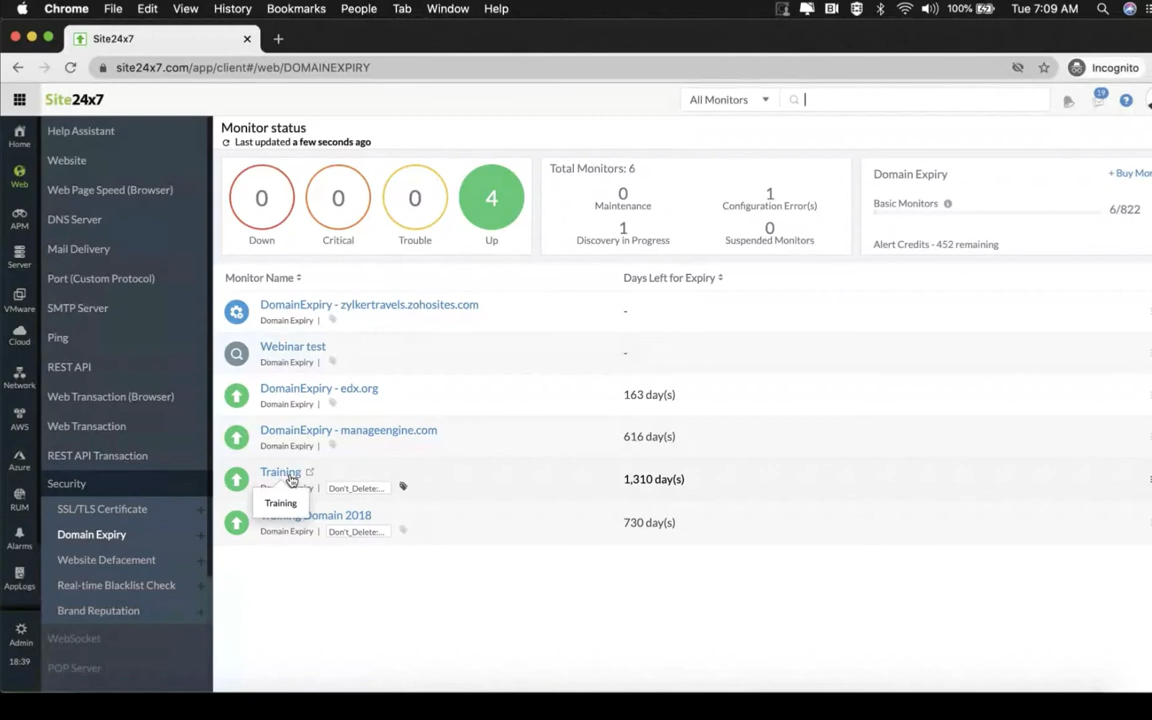 Chrome File Edit View History Bookmarks People Tab Window Help 100% Tue 7:09 AM
Site24x7
site24x7.com/app/client#/web/DOMAINEXPIRY Incognito
Site24x7 All Monitors 19
Home
Web
APM
Server
VMware
Cloud
Network
AWS
Azure
RUM
Alarms
AppLogs
Admin
18:39
Help Assistant
Website
Web Page Speed (Browser)
DNS Server
Mail Delivery
Port (Custom Protocol)
SMTP Server
Ping
REST API
Web Transaction (Browser)
Web Transaction
REST API Transaction
Security
SSL/TLS Certificate +
Domain Expiry +
Website Defacement +
Real-time Blacklist Check +
Brand Reputation +
WebSocket
POP Server
Monitor status
Last updated a few seconds ago
0 0 0 4
Down Critical Trouble Up
Total Monitors: 6
0 1
Maintenance Configuration Error(s)
1 0
Discovery in Progress Suspended Monitors
Domain Expiry + Buy Mor
Basic Monitors 6/822
Alert Credits - 452 remaining
Monitor Name Days Left for Expiry
DomainExpiry - zylkertravels.zohosites.com -
Domain Expiry |
Webinar test -
Domain Expiry |
DomainExpiry - edx.org 163 day(s)
Domain Expiry |
DomainExpiry - manageengine.com 616 day(s)
Domain Expiry |
Training 1,310 day(s)
Don't_Delete:...
Training
Domain 2018 730 day(s)
Domain Expiry | Don't_Delete:...